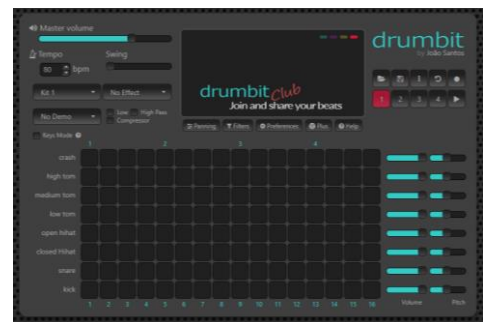 Master volume
drumbit
by João Santos
Tempo
Swing
80 bpm
Kit 1
No Effect
drumbit Club
Join and share your beats
1 2 3 4
No Demo
Low High Pass
Compressor
Panning Filters Preferences Plus Help
Keys Mode
1 2 3 4
crash
high tom
medium tom
low tom
open hihat
closed Hihat
snare
kick
1 2 3 4 5 6 7 8 9 10 11 12 13 14 15 16
Volume Pitch